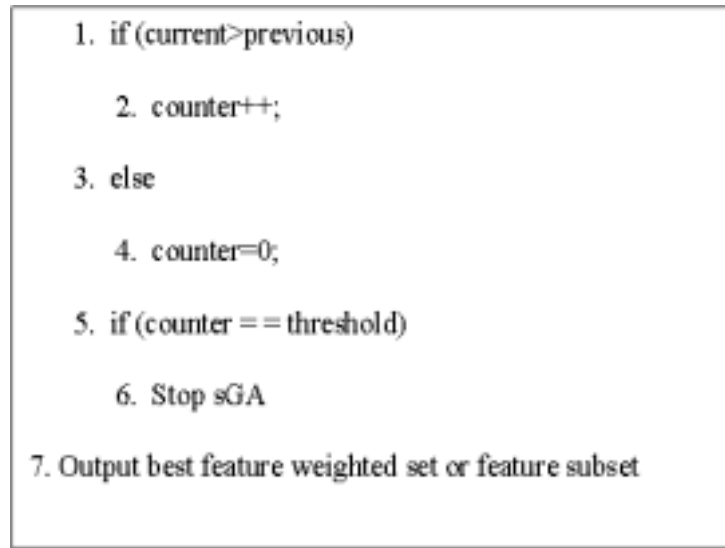 1. if (current>previous)
2. counter++;
3. else
4. counter=0;
5. if (counter == threshold)
6. Stop sGA
7. Output best feature weighted set or feature subset